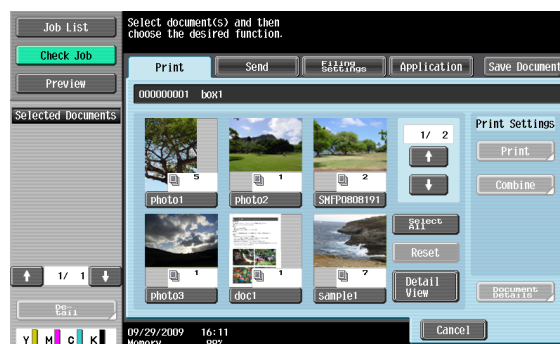 Job List
Check Job
Preview
Selected Documents
1/ 1
De-
tail
Y M C K
Select document(s) and then
choose the desired function.
Print
Send
Filing
Settings
Application
Save Document
000000001 box1
5
photo1
1
photo2
2
SMFP0808191
1
photo3
1
doc1
7
sample1
1/ 2
Select
All
Reset
Detail
View
Print Settings
Print
Combine
Document
Details
09/29/2009 16:11
Memory 99%
Cancel